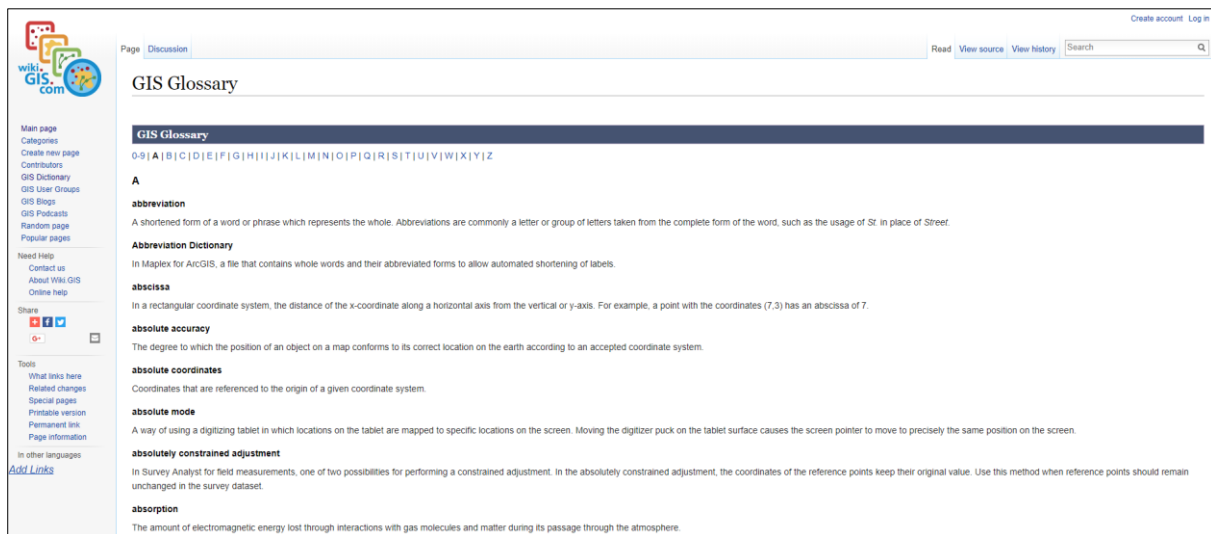 Create account Log in
wiki.
GIS.
com
Page Discussion
Read View source View history Search
GIS Glossary
Main page
Categories
Create new page
Contributors
GIS Dictionary
GIS User Groups
GIS Blogs
GIS Podcasts
Random page
Popular pages
Need Help
Contact us
About Wiki.GIS
Online help
Share
G+
Tools
What links here
Related changes
Special pages
Printable version
Permanent link
Page information
In other languages
Add Links
GIS Glossary
0-9 | A | B | C | D | E | F | G | H | I | J | K | L | M | N | O | P | Q | R | S | T | U | V | W | X | Y | Z
A
abbreviation
A shortened form of a word or phrase which represents the whole. Abbreviations are commonly a letter or group of letters taken from the complete form of the word, such as the usage of St. in place of Street.
Abbreviation Dictionary
In Maplex for ArcGIS, a file that contains whole words and their abbreviated forms to allow automated shortening of labels.
abscissa
In a rectangular coordinate system, the distance of the x-coordinate along a horizontal axis from the vertical or y-axis. For example, a point with the coordinates (7,3) has an abscissa of 7.
absolute accuracy
The degree to which the position of an object on a map conforms to its correct location on the earth according to an accepted coordinate system.
absolute coordinates
Coordinates that are referenced to the origin of a given coordinate system.
absolute mode
A way of using a digitizing tablet in which locations on the tablet are mapped to specific locations on the screen. Moving the digitizer puck on the tablet surface causes the screen pointer to move to precisely the same position on the screen.
absolutely constrained adjustment
In Survey Analyst for field measurements, one of two possibilities for performing a constrained adjustment. In the absolutely constrained adjustment, the coordinates of the reference points keep their original value. Use this method when reference points should remain
unchanged in the survey dataset.
absorption
The amount of electromagnetic energy lost through interactions with gas molecules and matter during its passage through the atmosphere.